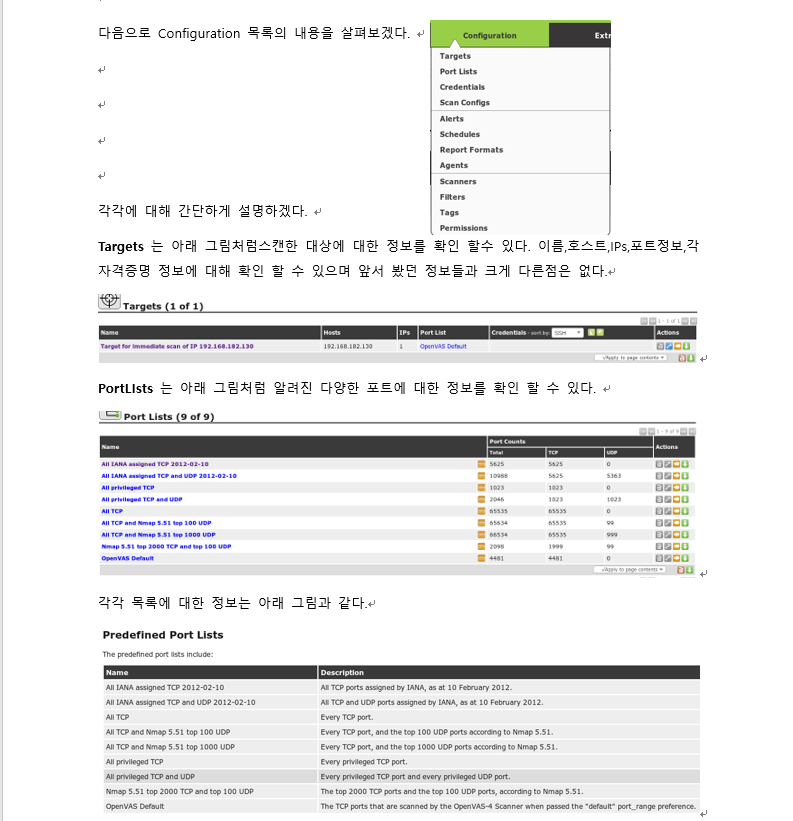 다음으로 Configuration 목록의 내용을 살펴보겠다.
Configuration Extr
Targets
Port Lists
Credentials
Scan Configs
Alerts
Schedules
Report Formats
Agents
Scanners
Filters
Tags
Permissions
각각에 대해 간단하게 설명하겠다.
Targets 는 아래 그림처럼스캔한 대상에 대한 정보를 확인 할수 있다. 이름,호스트,IPs,포트정보,각
자격증명 정보에 대해 확인 할 수 있으며 앞서 봤던 정보들과 크게 다른점은 없다.
Targets (1 of 1)
1 - 1 of 1
Name Hosts IPs Port List Credentials - sort by: SSH Actions
Target for immediate scan of IP 192.168.182.130 192.168.182.130 1 OpenVAS Default
√Apply to page contents
PortLIsts 는 아래 그림처럼 알려진 다양한 포트에 대한 정보를 확인 할 수 있다.
Port Lists (9 of 9)
1 - 9 of 9
Name Port Counts Actions
Total TCP UDP
All IANA assigned TCP 2012-02-10 5625 5625 0
All IANA assigned TCP and UDP 2012-02-10 10988 5625 5363
All privileged TCP 1023 1023 0
All privileged TCP and UDP 2046 1023 1023
All TCP 65535 65535 0
All TCP and Nmap 5.51 top 100 UDP 65634 65535 99
All TCP and Nmap 5.51 top 1000 UDP 66534 65535 999
Nmap 5.51 top 2000 TCP and top 100 UDP 2098 1999 99
OpenVAS Default 4481 4481 0
√Apply to page contents
각각 목록에 대한 정보는 아래 그림과 같다.
Predefined Port Lists
The predefined port lists include:
Name Description
All IANA assigned TCP 2012-02-10 All TCP ports assigned by IANA, as at 10 February 2012.
All IANA assigned TCP and UDP 2012-02-10 All TCP and UDP ports assigned by IANA, as at 10 February 2012.
All TCP Every TCP port.
All TCP and Nmap 5.51 top 100 UDP Every TCP port, and the top 100 UDP ports according to Nmap 5.51.
All TCP and Nmap 5.51 top 1000 UDP Every TCP port, and the top 1000 UDP ports according to Nmap 5.51.
All privileged TCP Every privileged TCP port.
All privileged TCP and UDP Every privileged TCP port and every privileged UDP port.
Nmap 5.51 top 2000 TCP and top 100 UDP The top 2000 TCP ports and the top 100 UDP ports, according to Nmap 5.51.
OpenVAS Default The TCP ports that are scanned by the OpenVAS-4 Scanner when passed the "default" port_range preference.